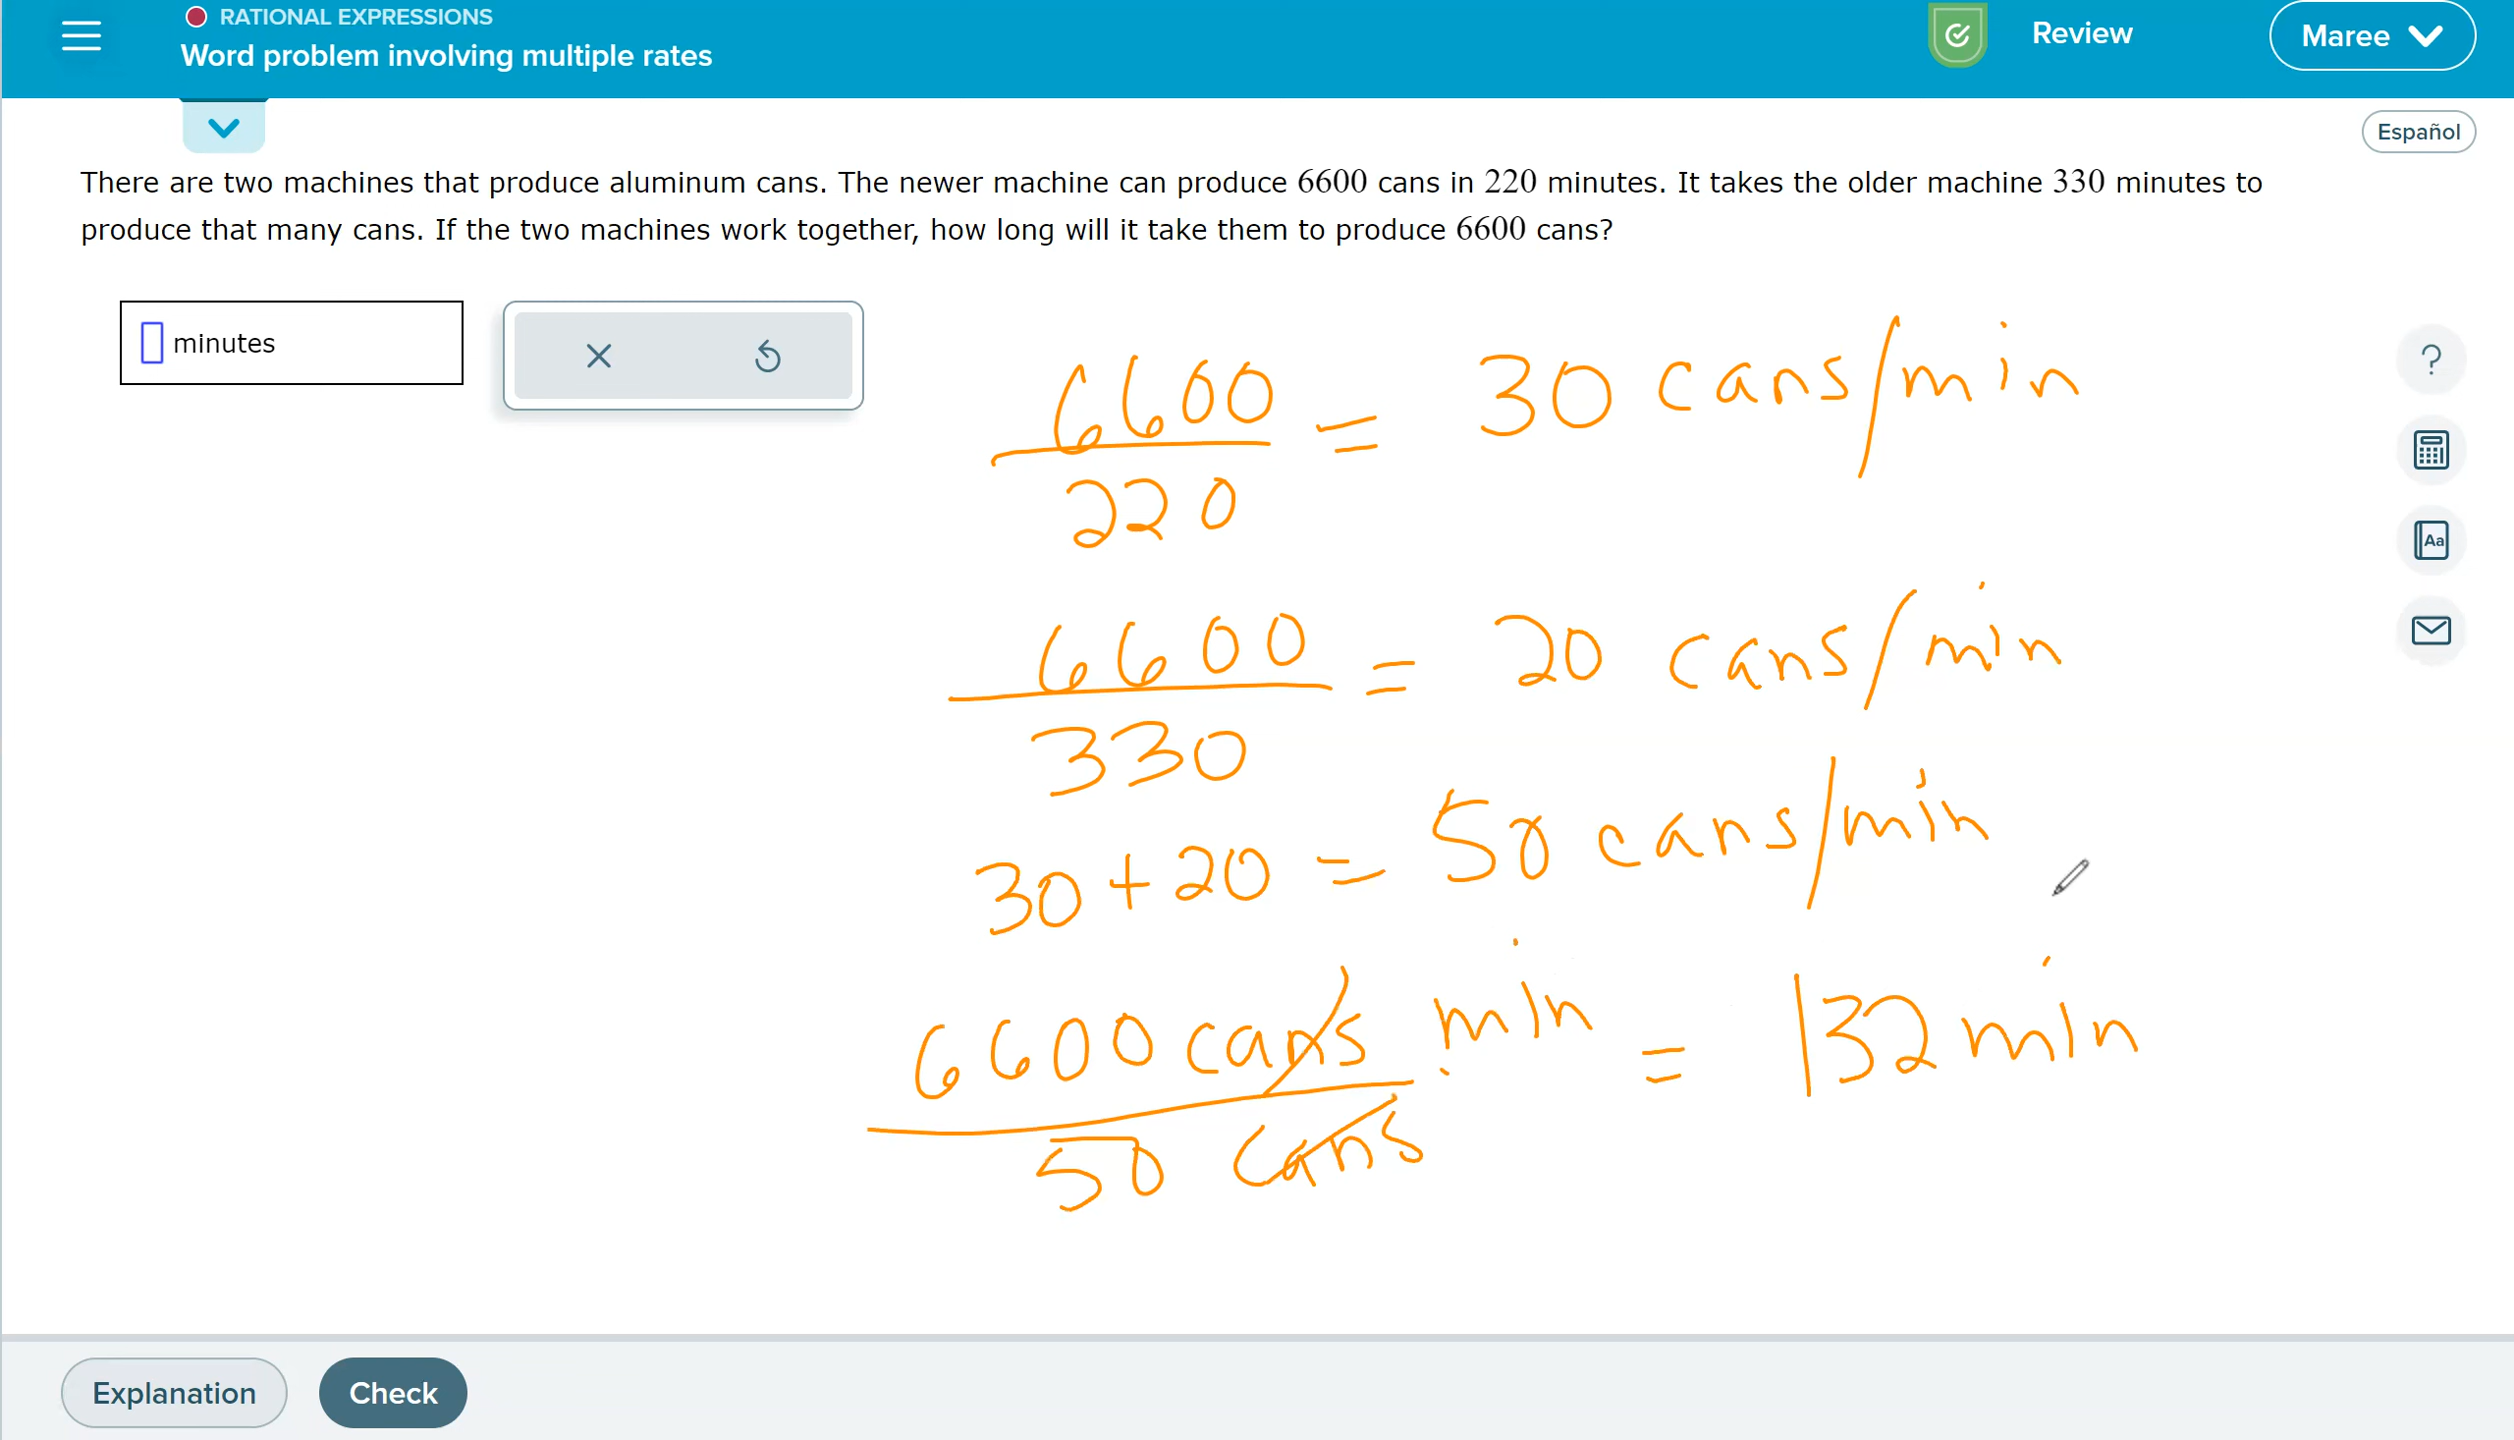 RATIONAL EXPRESSIONS
Word problem involving multiple rates
Review
Maree
Español
There are two machines that produce aluminum cans. The newer machine can produce 6600 cans in 220 minutes. It takes the older machine 330 minutes to
produce that many cans. If the two machines work together, how long will it take them to produce 6600 cans?
minutes
?
Aa
6600
220
= 30 cans/min
6600
330
= 20 cans/min
30 + 20 = 50 cans/min
6600 cans . min
50 cans
= 132 min
Explanation
Check